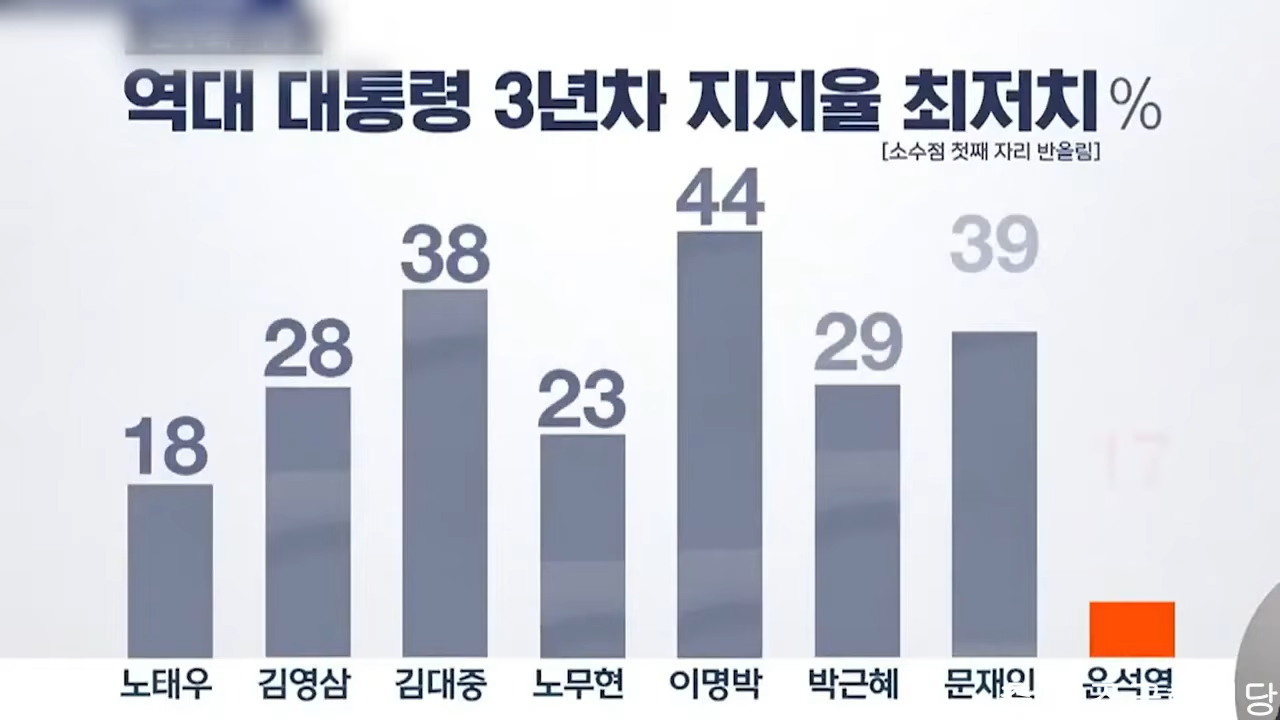 역대 대통령 3년차 지지율 최저치 %
[소수점 첫째 자리 반올림]
18 28 38 23 44 29 39 17
노태우 김영삼 김대중 노무현 이명박 박근혜 문재인 윤석열
당